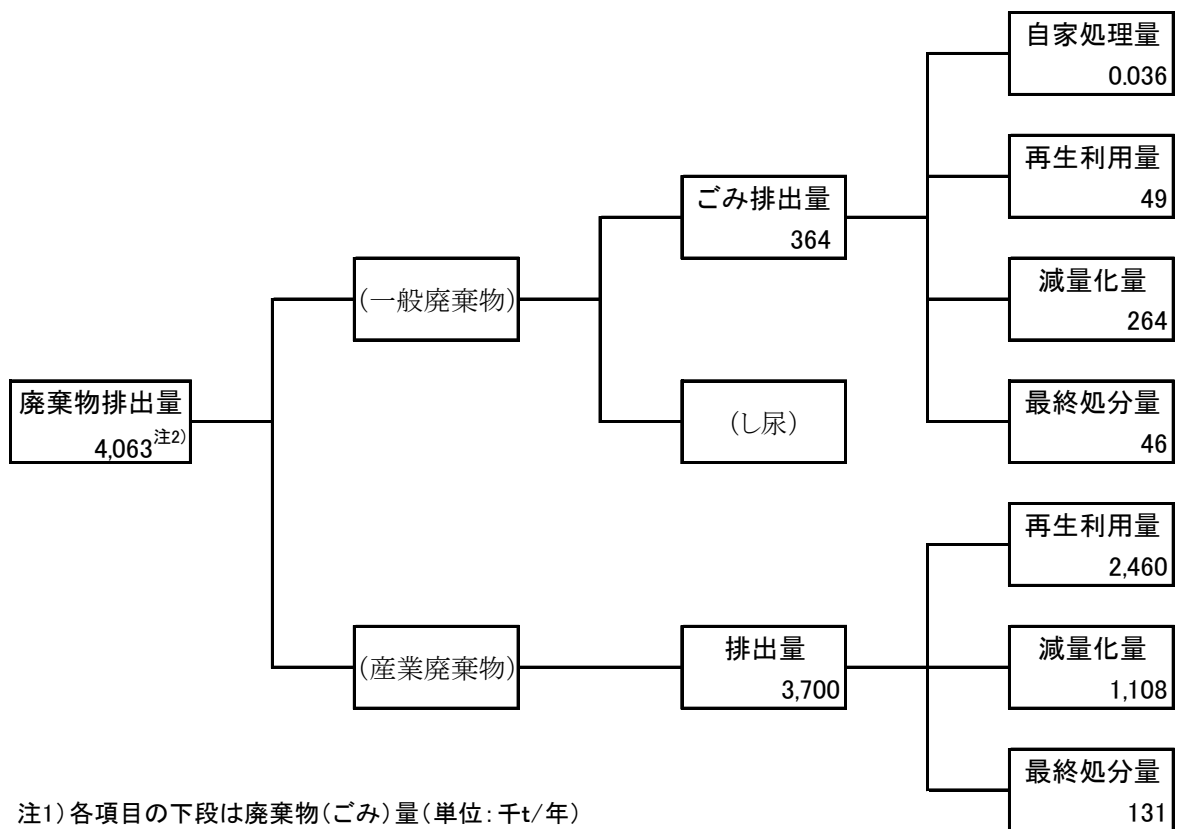 自家処理量
0.036
再生利用量
49
ごみ排出量
364
減量化量
264
(一般廃棄物)
廃棄物排出量
4,063注2)
(し尿)
最終処分量
46
再生利用量
2,460
(産業廃棄物)
排出量
3,700
減量化量
1,108
最終処分量
131
注1)各項目の下段は廃棄物(ごみ)量(単位:千t/年)